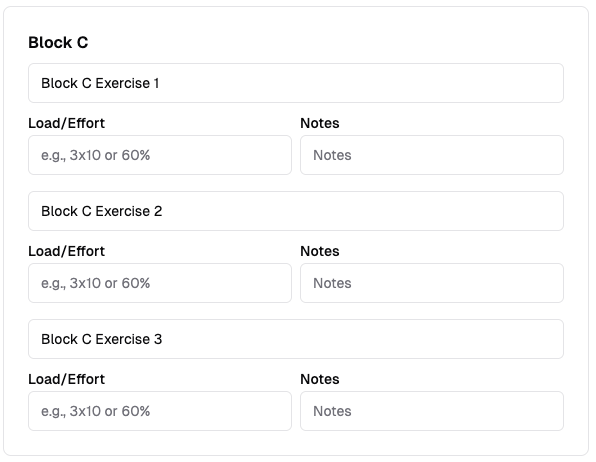 Block C
Block C Exercise 1
Load/Effort Notes
e.g., 3x10 or 60% Notes
Block C Exercise 2
Load/Effort Notes
e.g., 3x10 or 60% Notes
Block C Exercise 3
Load/Effort Notes
e.g., 3x10 or 60% Notes